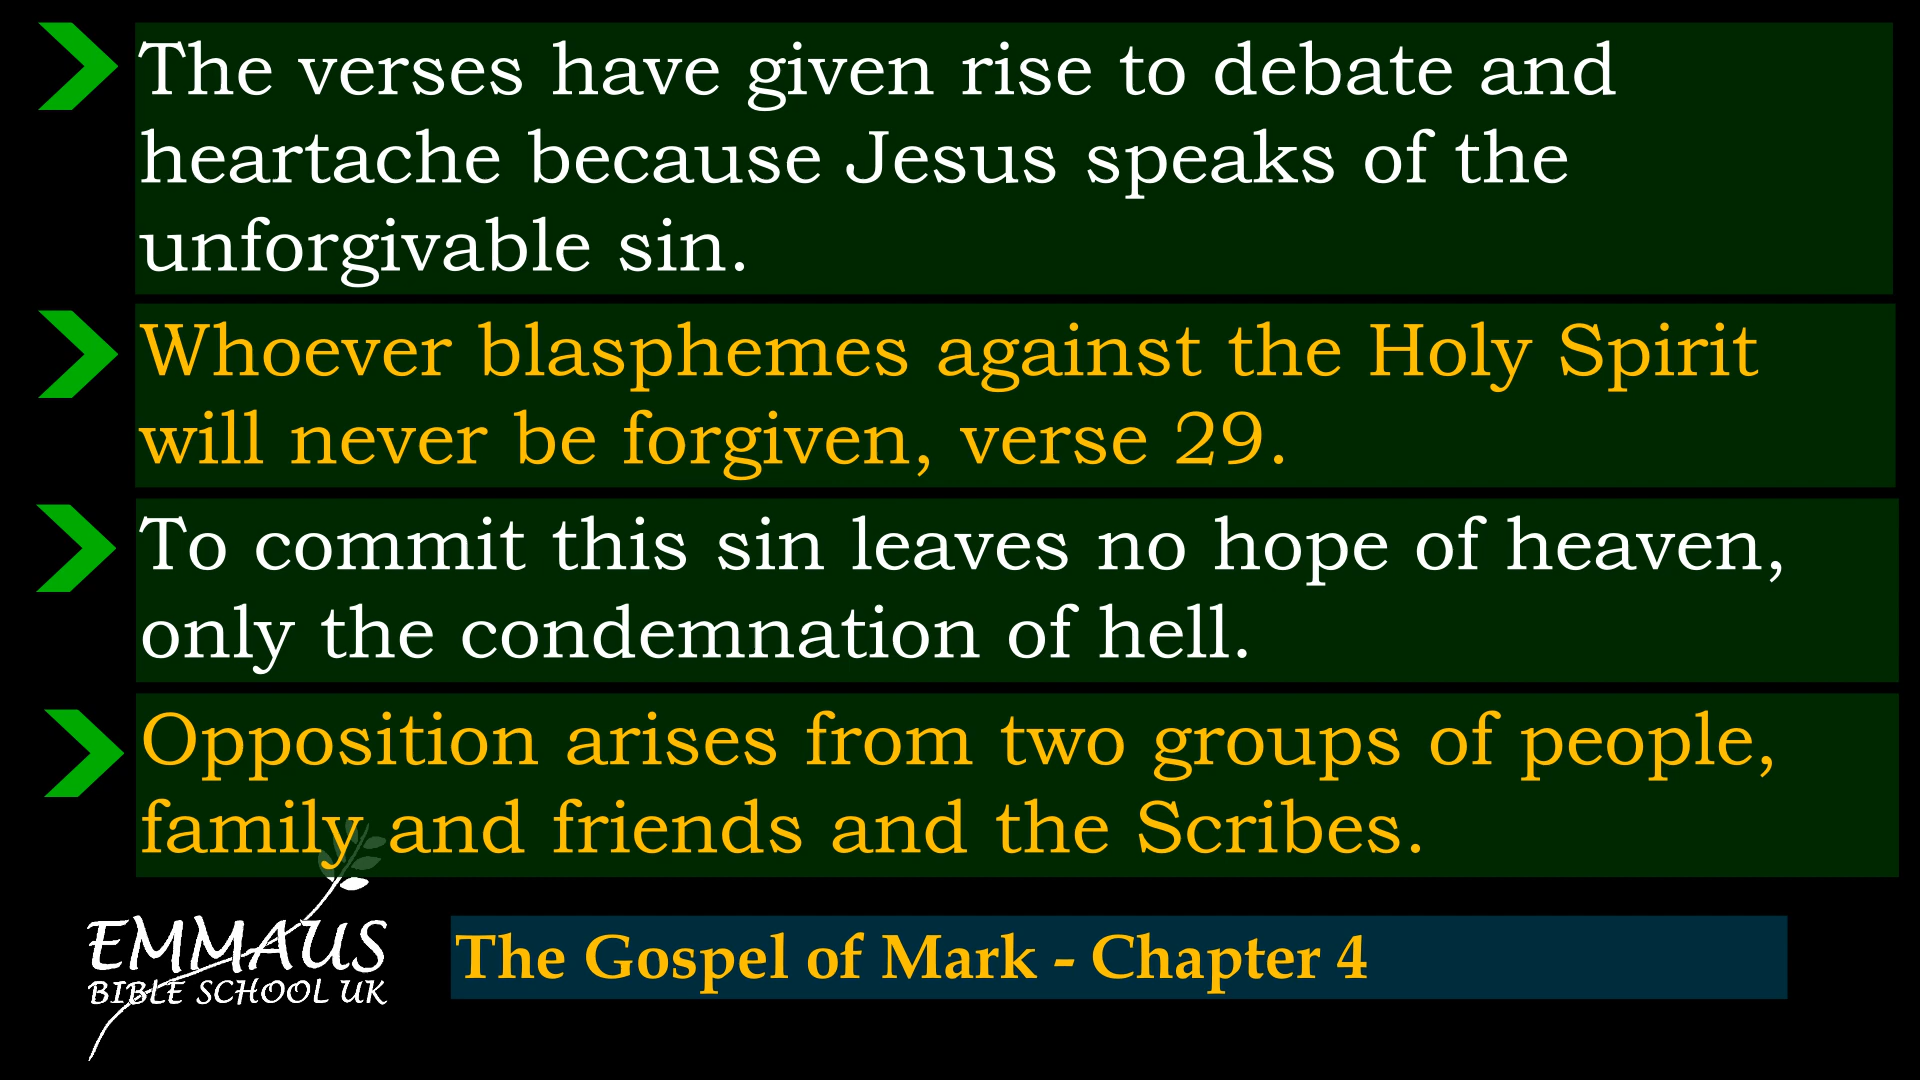 The verses have given rise to debate and
heartache because Jesus speaks of the
unforgivable sin.
Whoever blasphemes against the Holy Spirit
will never be forgiven, verse 29.
To commit this sin leaves no hope of heaven,
only the condemnation of hell.
Opposition arises from two groups of people,
family and friends and the Scribes.
EMMAUS
BIBLE SCHOOL UK
The Gospel of Mark - Chapter 4